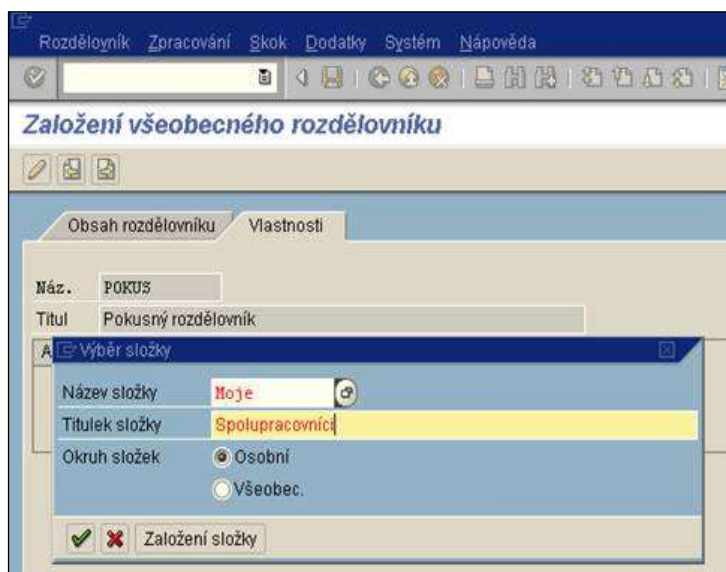 Rozdělovník Zpracování Skok Dodatky Systém Nápověda
Založení všeobecného rozdělovníku
Obsah rozdělovníku Vlastnosti
Náz. POKUS
Titul Pokusný rozdělovník
A Výběr složky
Název složky Moje
Titulek složky Spolupracovníci
Okruh složek Osobní
Všeobec.
Založení složky